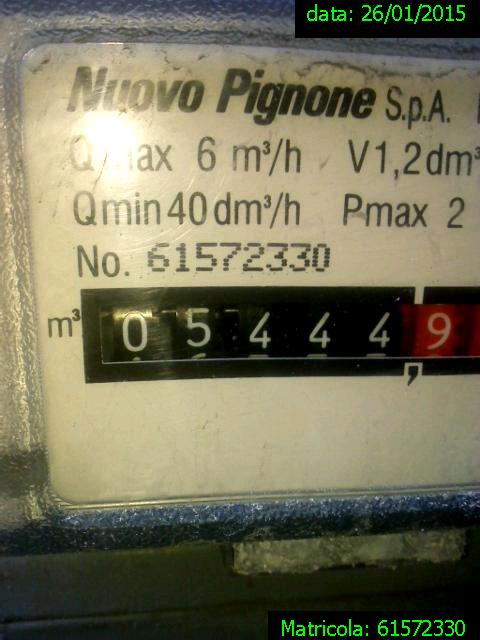 data: 26/01/2015
Nuovo Pignone S.p.A.
Qmax 6 m³/h V1,2dm³
Qmin 40 dm³/h Pmax 2
No. 61572330
m³ 0 5 4 4 4 , 9
Matricola: 61572330